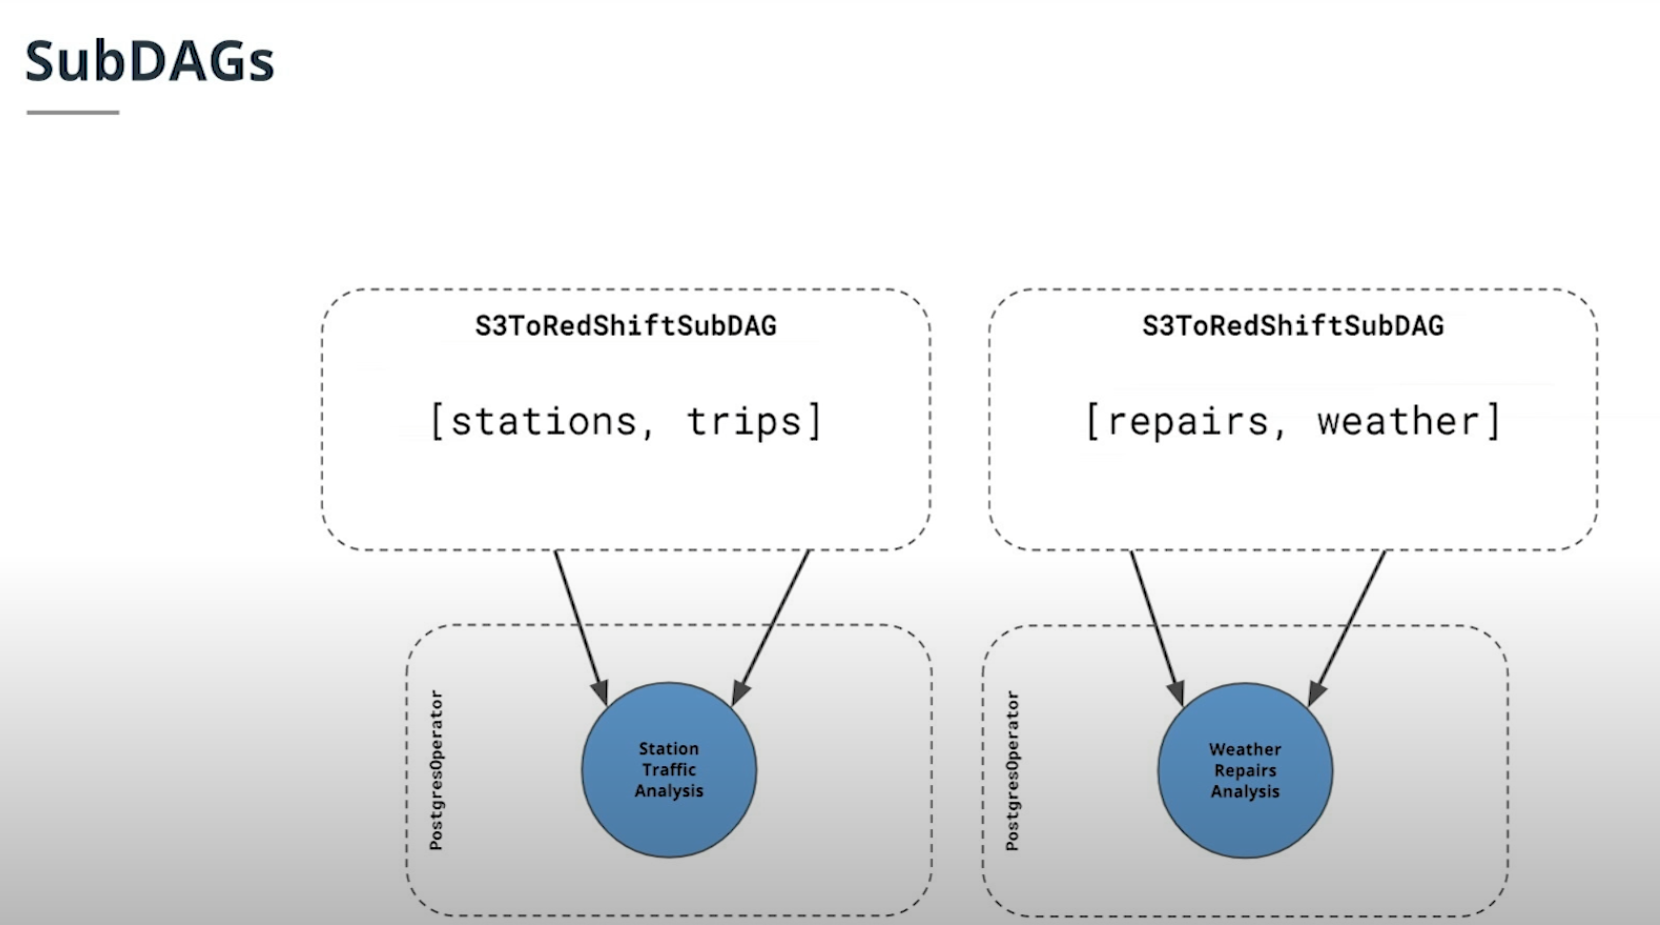 SubDAGs
S3ToRedShiftSubDAG
[stations, trips]
S3ToRedShiftSubDAG
[repairs, weather]
PostgresOperator
Station
Traffic
Analysis
PostgresOperator
Weather
Repairs
Analysis